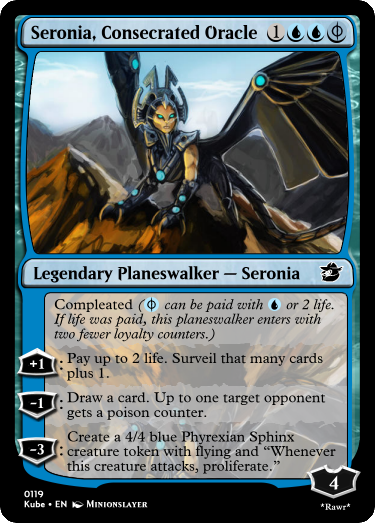 Seronia, Consecrated Oracle 1
Legendary Planeswalker — Seronia
Compleated ( can be paid with or 2 life.
If life was paid, this planeswalker enters with
two fewer loyalty counters.)
+1: Pay up to 2 life. Surveil that many cards
plus 1.
-1: Draw a card. Up to one target opponent
gets a poison counter.
-3: Create a 4/4 blue Phyrexian Sphinx
creature token with flying and “Whenever
this creature attacks, proliferate.”
4
0119
Kube • EN Minionslayer
*Rawr*